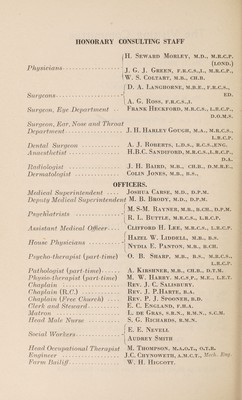 HONORARY CONSULTING STAFF
Physicians
H. SEWARD MORLEY, M.D., M.R.C.P. (LOND.)
J. G. J. GREEN, F.R.C.S.,I., M.R.C.P.,
W. S. COLTART, M.B., CH.B.
Surgeons
D. A. LANGHORNE, M.B.E., F.R.C.S., ED.
A. G. ROSS, F.R.C.S.,I.
Surgeon, Eye Department FRANK HECKFORD, M.R.C.S., L.R.C.P., D.O.M.S.
Surgeon, Ear, Nose and Throat
Department J. H. HARLEY GOUGH, M.A., M.R.C.S., L.R.C.P.
Dental Surgeon A. J. ROBERTS, L.D.S., R.C.S.,ENG.
Anaesthetist H.B.C. SANDIFORD, M.R.C.S.,L.R.C.P., D.A.
Radiologist J. H. BAIRD, M.B., CH.B., D.M.R.E.,
Dermatologist COLIN JONES, M.B., B.S.,
OFFICERS.
Medical Superintendent JOSHUA CARSE, M.D., D.P.M.
Deputy Medical Superintendent M. B. BRODY, M.D., D.P.M.
Psychiatrists
M.S-M. RAYNER, M.B., B.CH., D.P.H.
R. L. BUTTLE, M.R.C.S., L.R.C.P.
Assistant Medical Officer CLIFFORD H. LEE, M.R.C.S., L.R.C.P.
House Physicians
HAZEL W. LIDDELL, M.B., B.S.
NYDIA E. PANTON, M.B., B.CH.
Psycho-therapist (part-time) O. B. SHARP, M.B., B.S., M.R.C.S., L.R.C.P.
Pathologist (part-time) A. KIRSHNER, M.B., CH.B., D.T.M.
Physio-therapist (part-time) M. W. HARRY, M.C.S.P., M.E., L.E.T.
Chaplain REV. J. C. SALISBURY.
Chaplain (R.C.) REV. J. P.HARTE, B.A.
Chaplain (Free Church) REV. P. J. SPOONER, B.D.
Clerk and Steward E. C. ENGLAND, F.H.A.
Matron L. DE GRAS, S.R.N., R.M.N., S.C.M.
Head Male Nurse S. G. RICHARDS, R.M.N.
Social Workers
E. E. NEVELL
AUDREY SMITH
Head Occupational Therapist M. THOMPSON, M.A.O.T., O.T.R.
Engineer J.C. CHYNOWETH, A.M.C.T., Mech. Eng.
Farm Bailiff W. H. HIGGOTT.